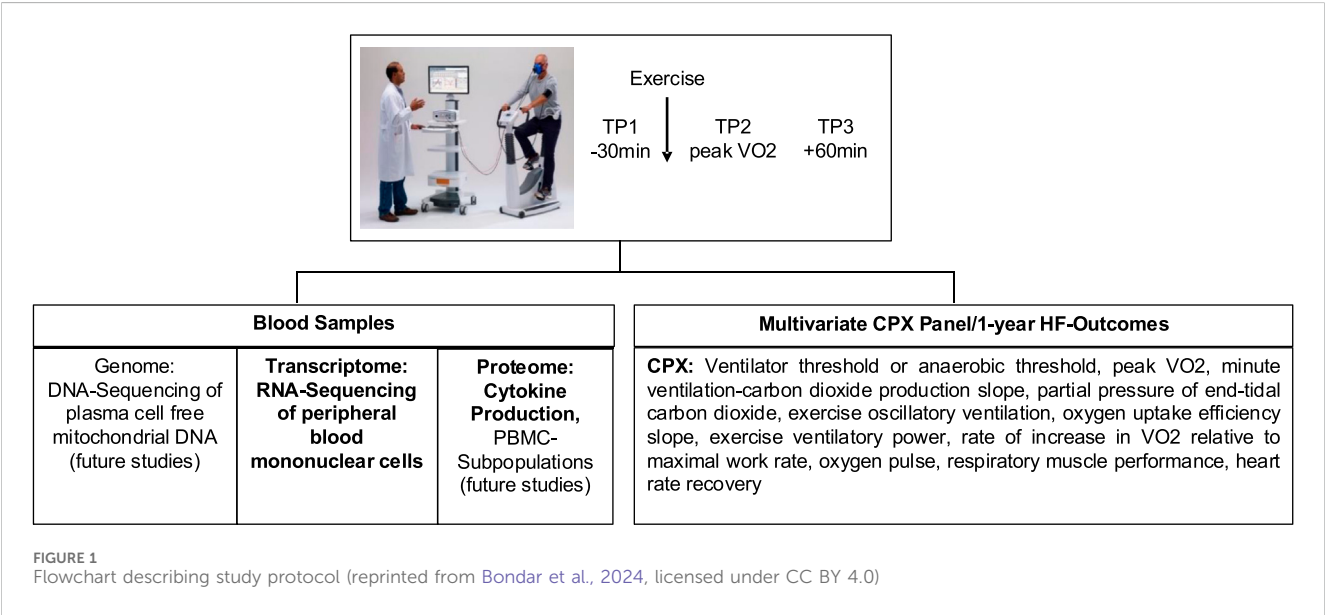 Exercise
TP1
-30min
TP2
peak VO2
TP3
+60min
Blood Samples
Genome:
DNA-Sequencing of
plasma cell free
mitochondrial DNA
(future studies)
Transcriptome:
RNA-Sequencing
of peripheral
blood
mononuclear cells
Proteome:
Cytokine
Production,
PBMC-
Subpopulations
(future studies)
Multivariate CPX Panel/1-year HF-Outcomes
CPX: Ventilator threshold or anaerobic threshold, peak VO2, minute
ventilation-carbon dioxide production slope, partial pressure of end-tidal
carbon dioxide, exercise oscillatory ventilation, oxygen uptake efficiency
slope, exercise ventilatory power, rate of increase in VO2 relative to
maximal work rate, oxygen pulse, respiratory muscle performance, heart
rate recovery
FIGURE 1
Flowchart describing study protocol (reprinted from Bondar et al., 2024, licensed under CC BY 4.0)